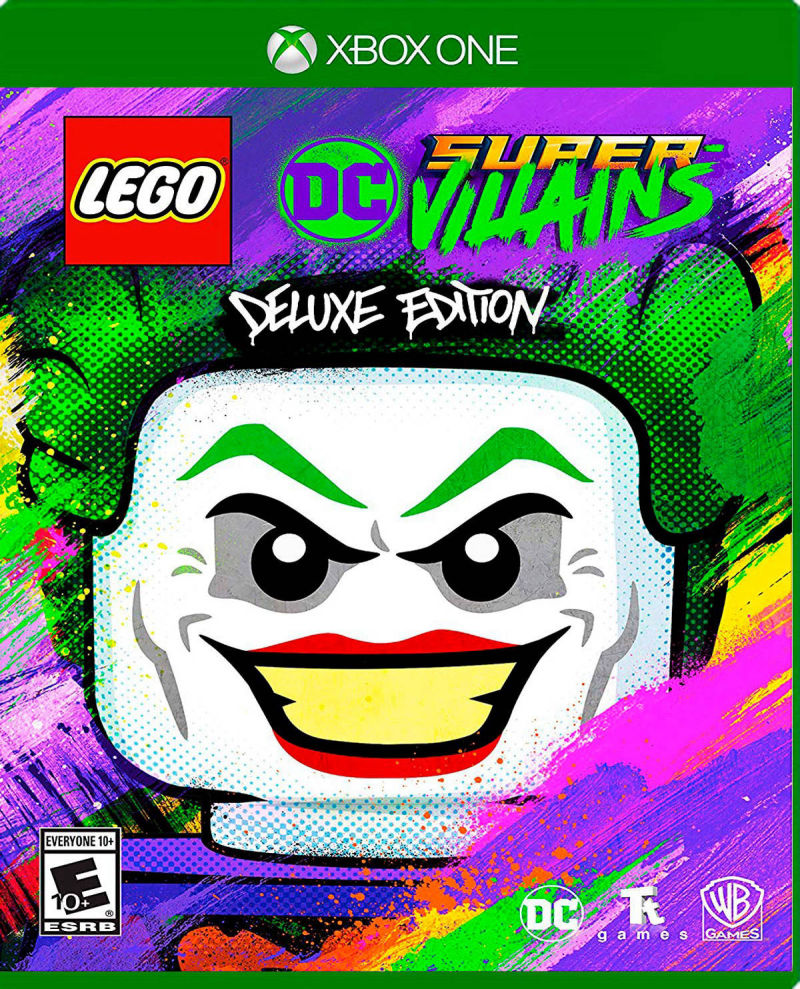 XBOX ONE
LEGO®
DC
SUPER-
VILLAINS
DELUXE EDITION
EVERYONE 10+
E
10+
®
ESRB
DC
Tt
games
WB
GAMES